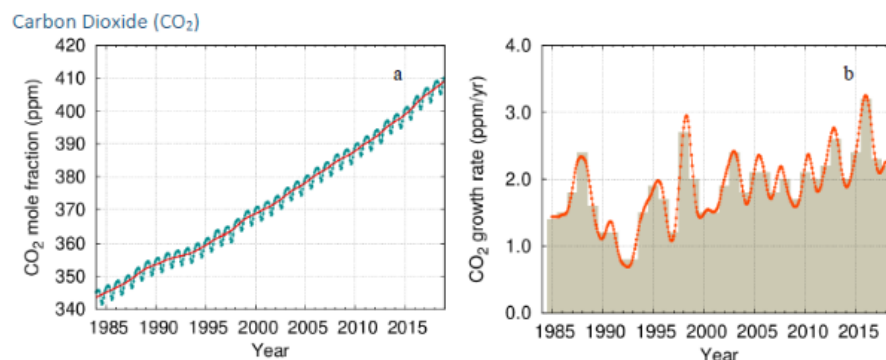 Carbon Dioxide (CO₂)
420
410
400
390
380
370
360
350
340
CO₂ mole fraction (ppm)
a
1985 1990 1995 2000 2005 2010 2015
Year
4.0
3.0
2.0
1.0
0.0
CO₂ growth rate (ppm/yr)
b
1985 1990 1995 2000 2005 2010 2015
Year